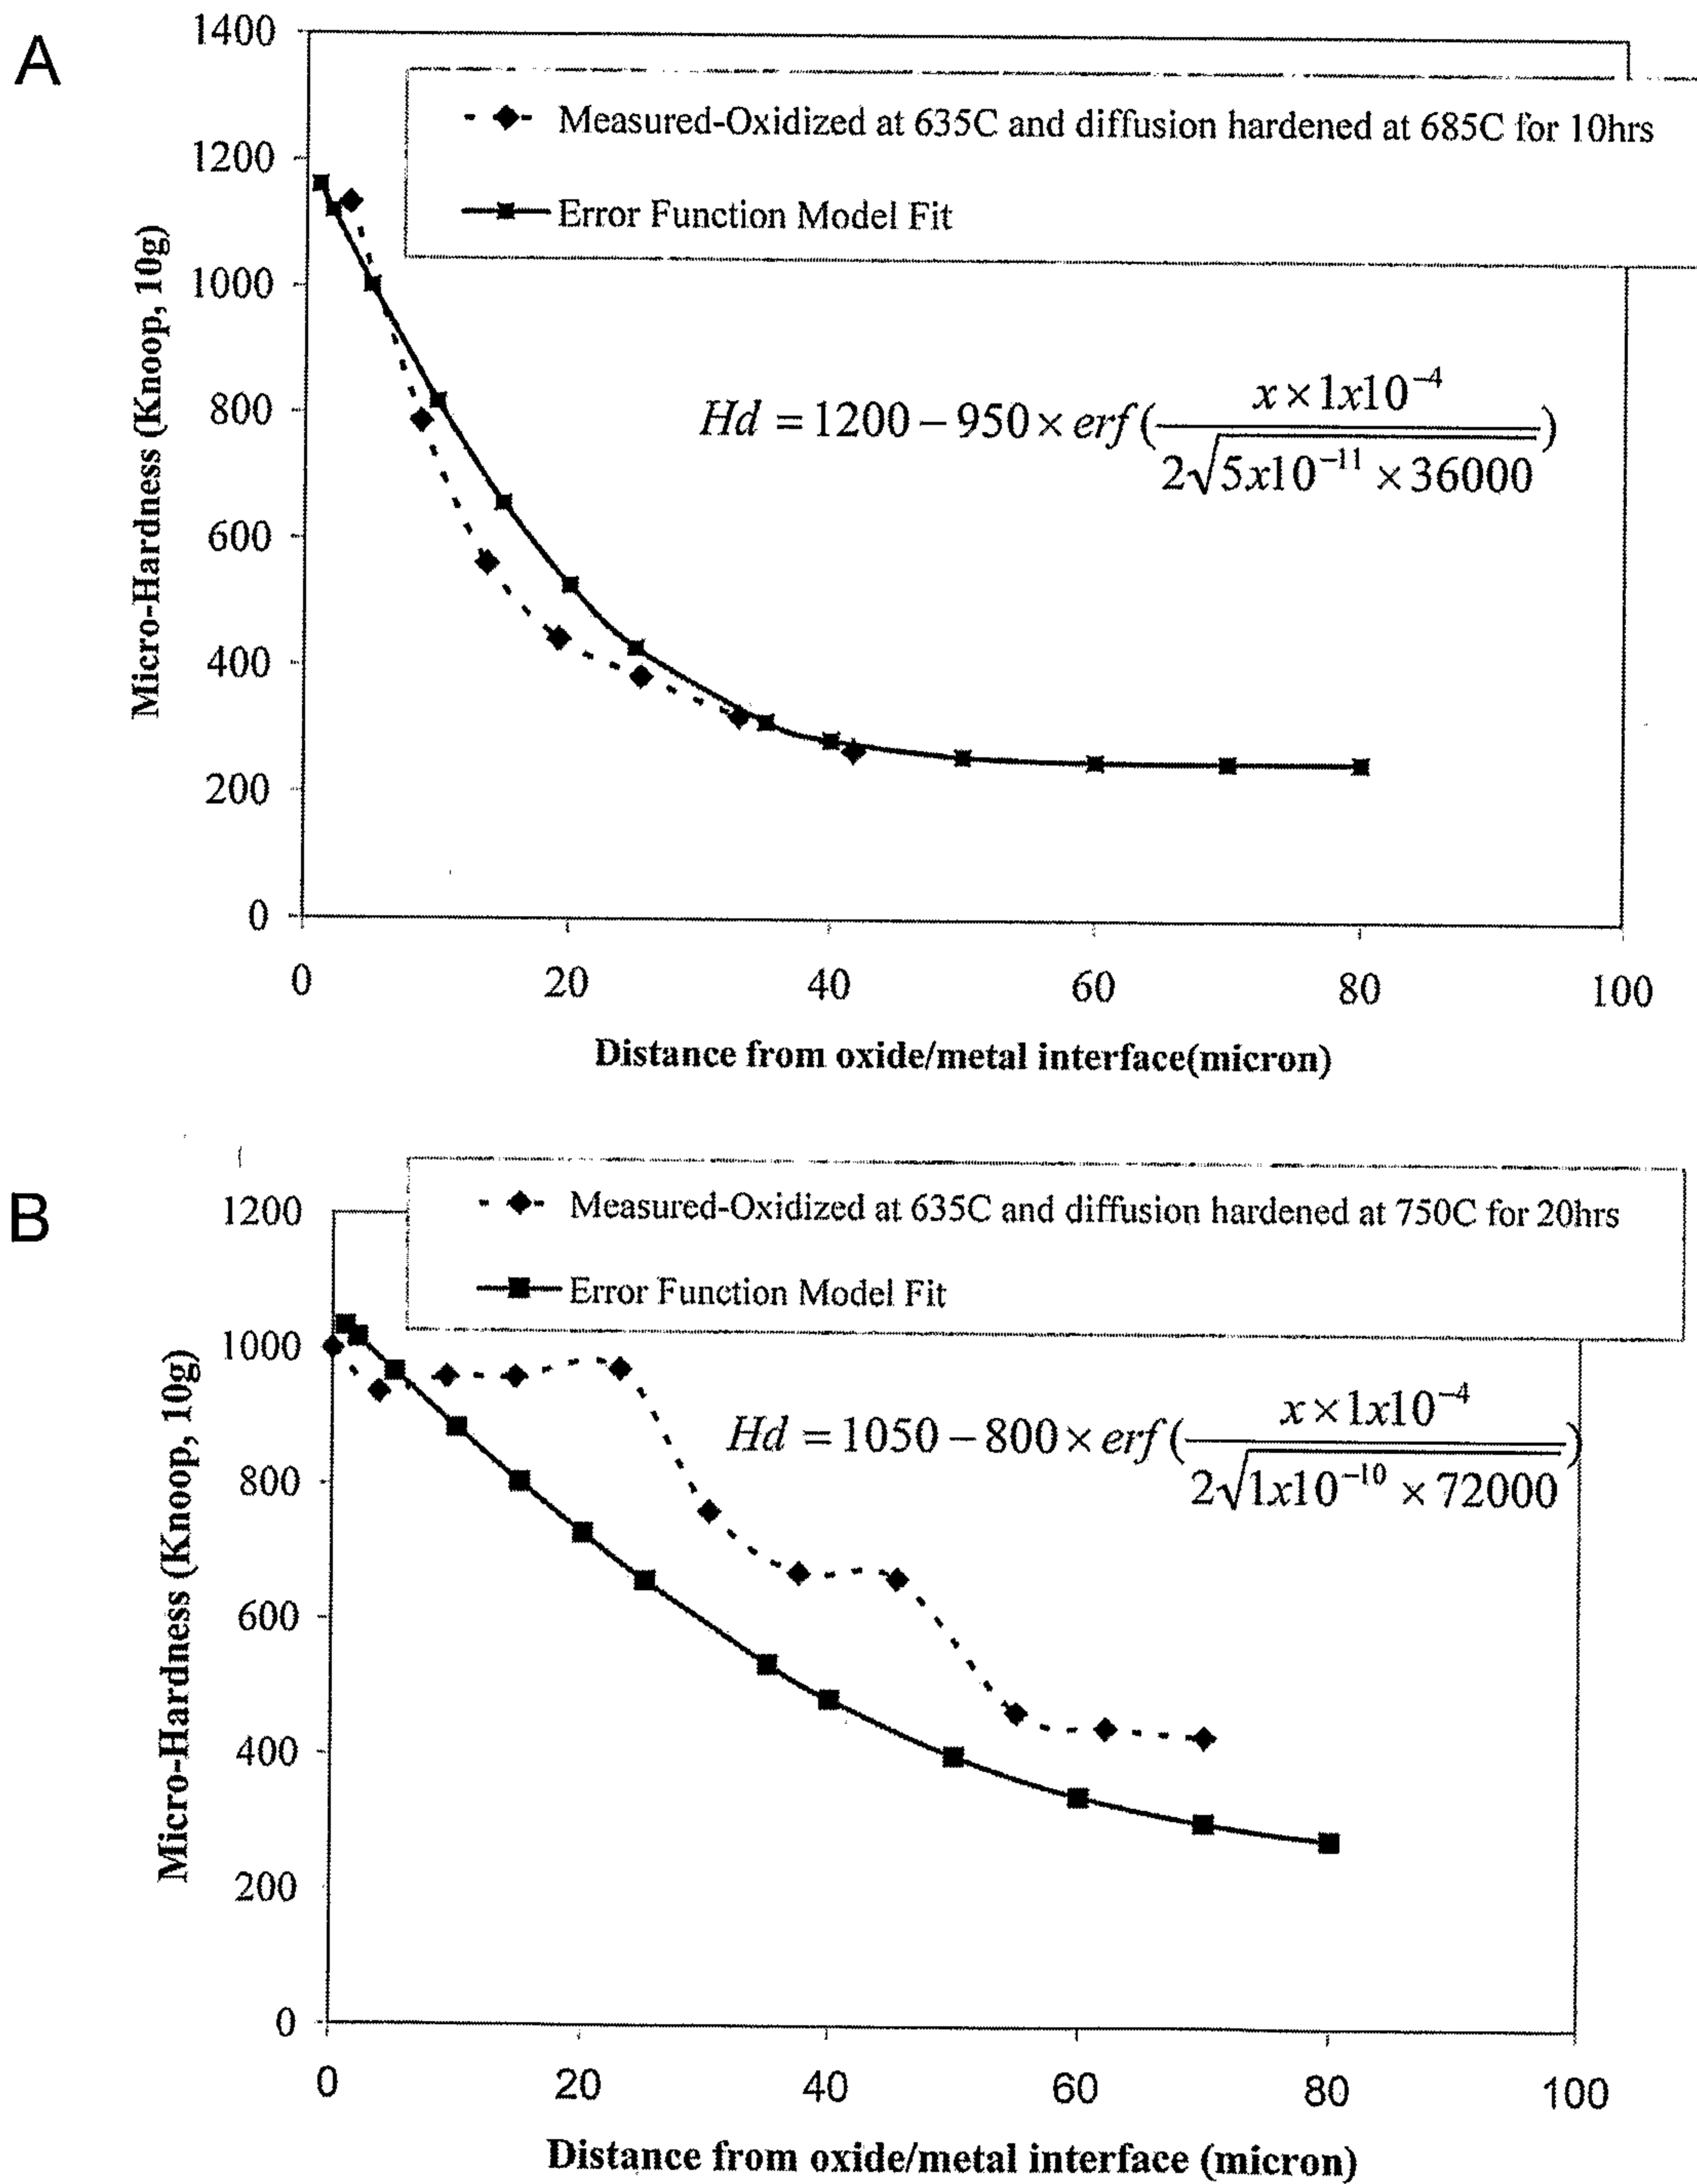 A
1400
1200
1000
800
600
400
200
0
Micro-Hardness (Knoop, 10g)
Measured-Oxidized at 635C and diffusion hardened at 685C for 10hrs
Error Function Model Fit
Hd = 1200 − 950 × erf (x × 1x10⁻⁴ / 2√5x10⁻¹¹ × 36000)
0 20 40 60 80 100
Distance from oxide/metal interface(micron)
B
1200
1000
800
600
400
200
0
Micro-Hardness (Knoop, 10g)
Measured-Oxidized at 635C and diffusion hardened at 750C for 20hrs
Error Function Model Fit
Hd = 1050 − 800 × erf (x × 1x10⁻⁴ / 2√1x10⁻¹⁰ × 72000)
0 20 40 60 80 100
Distance from oxide/metal interface (micron)